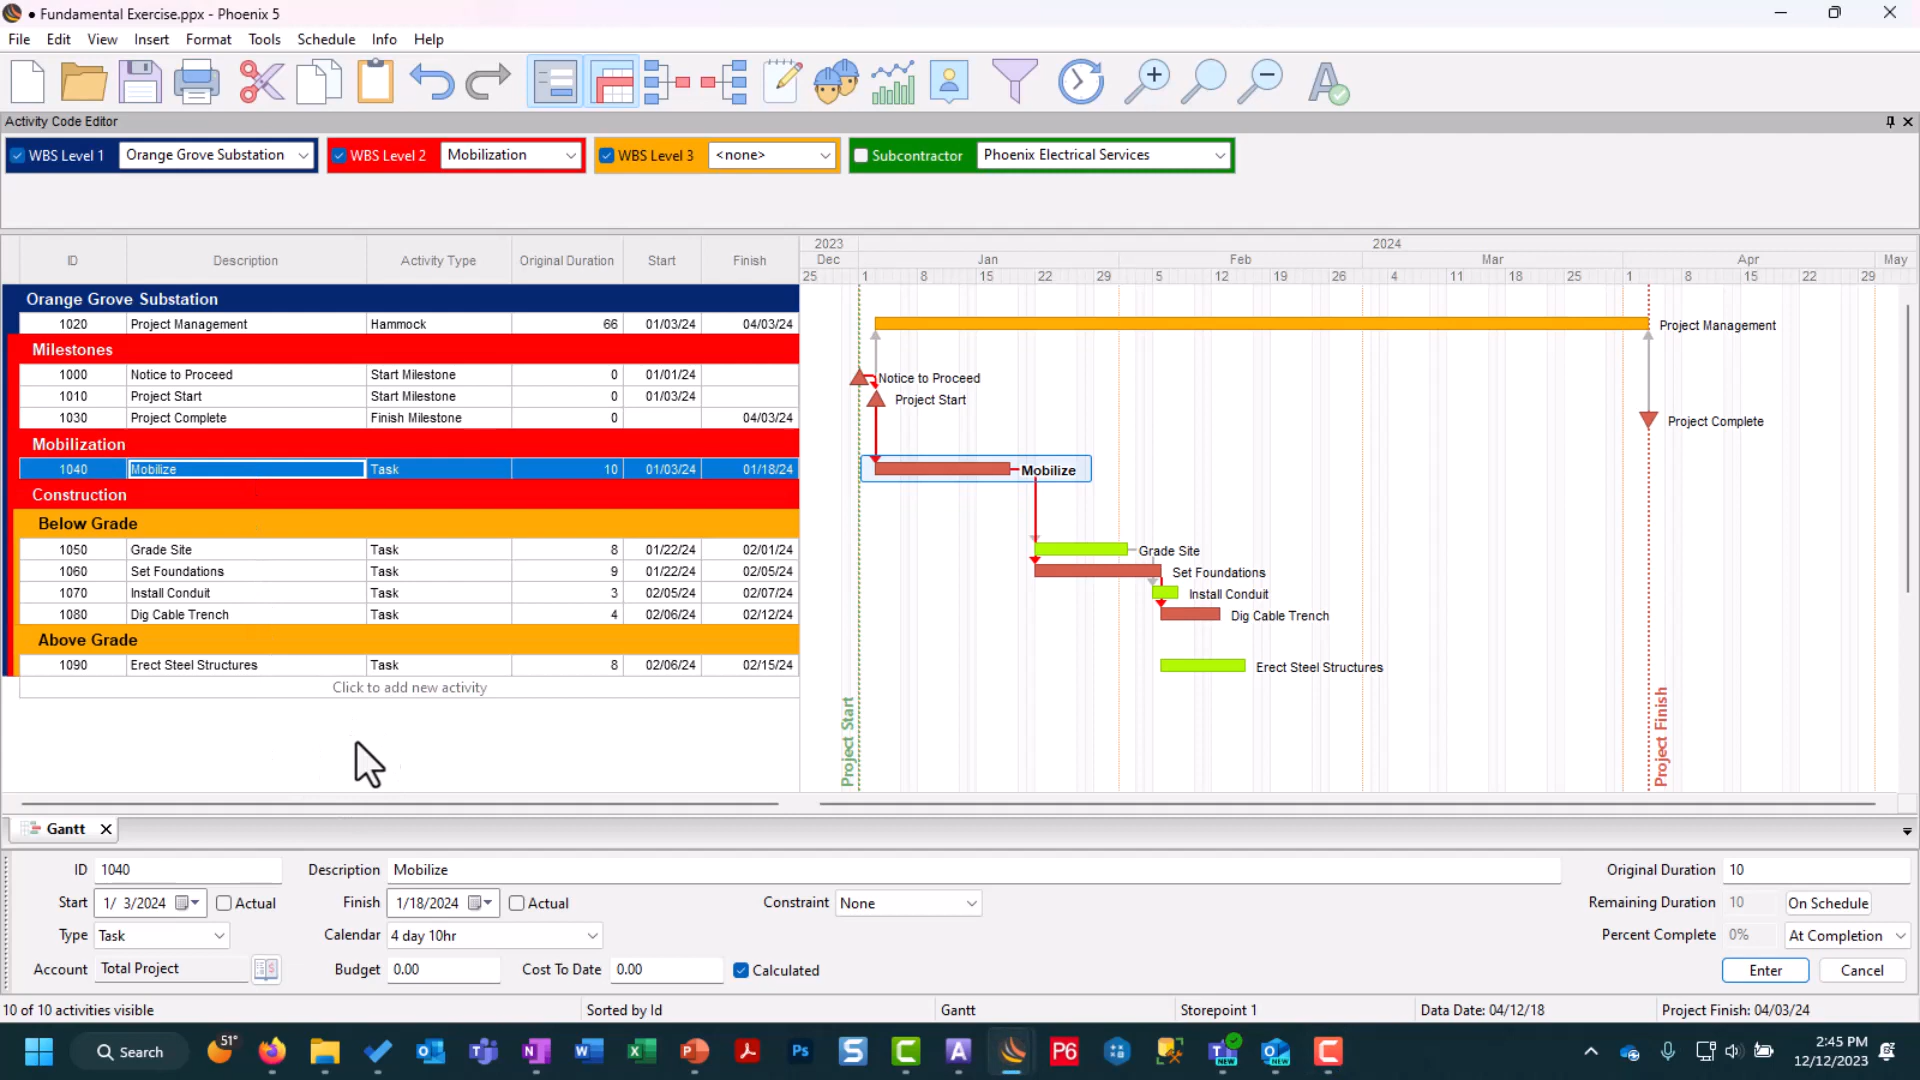 • Fundamental Exercise.ppx - Phoenix 5
File Edit View Insert Format Tools Schedule Info Help
Activity Code Editor
WBS Level 1 Orange Grove Substation WBS Level 2 Mobilization WBS Level 3 <none> Subcontractor Phoenix Electrical Services
ID Description Activity Type Original Duration Start Finish
2023 2024
Dec Jan Feb Mar Apr May
25 1 8 15 22 29 5 12 19 26 4 11 18 25 1 8 15 22 29
Orange Grove Substation
1020 Project Management Hammock 66 01/03/24 04/03/24 Project Management
Milestones
1000 Notice to Proceed Start Milestone 0 01/01/24 Notice to Proceed
1010 Project Start Start Milestone 0 01/03/24 Project Start
1030 Project Complete Finish Milestone 0 04/03/24 Project Complete
Mobilization
1040 Mobilize Task 10 01/03/24 01/18/24 Mobilize
Construction
Below Grade
1050 Grade Site Task 8 01/22/24 02/01/24 Grade Site
1060 Set Foundations Task 9 01/22/24 02/05/24 Set Foundations
1070 Install Conduit Task 3 02/05/24 02/07/24 Install Conduit
1080 Dig Cable Trench Task 4 02/06/24 02/12/24 Dig Cable Trench
Above Grade
1090 Erect Steel Structures Task 8 02/06/24 02/15/24 Erect Steel Structures
Click to add new activity
Project Start
Project Finish
Gantt
ID 1040 Description Mobilize Original Duration 10
Start 1/ 3/2024 Actual Finish 1/18/2024 Actual Constraint None Remaining Duration 10 On Schedule
Type Task Calendar 4 day 10hr Percent Complete 0% At Completion
Account Total Project Budget 0.00 Cost To Date 0.00 Calculated Enter Cancel
10 of 10 activities visible Sorted by Id Gantt Storepoint 1 Data Date: 04/12/18 Project Finish: 04/03/24
51° Search Ps S C A P6 NEW NEW C 2:45 PM
12/12/2023